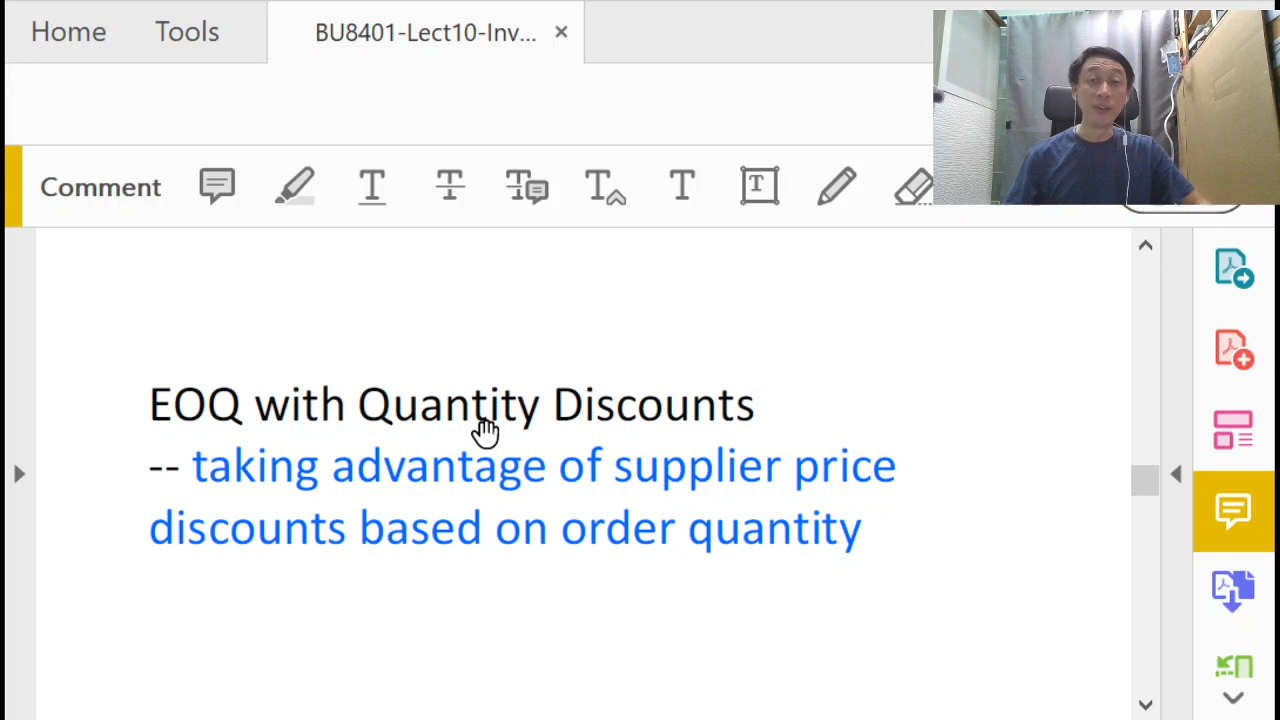 Home Tools BU8401-Lect10-Inv... ×
Comment
EOQ with Quantity Discounts
-- taking advantage of supplier price
discounts based on order quantity